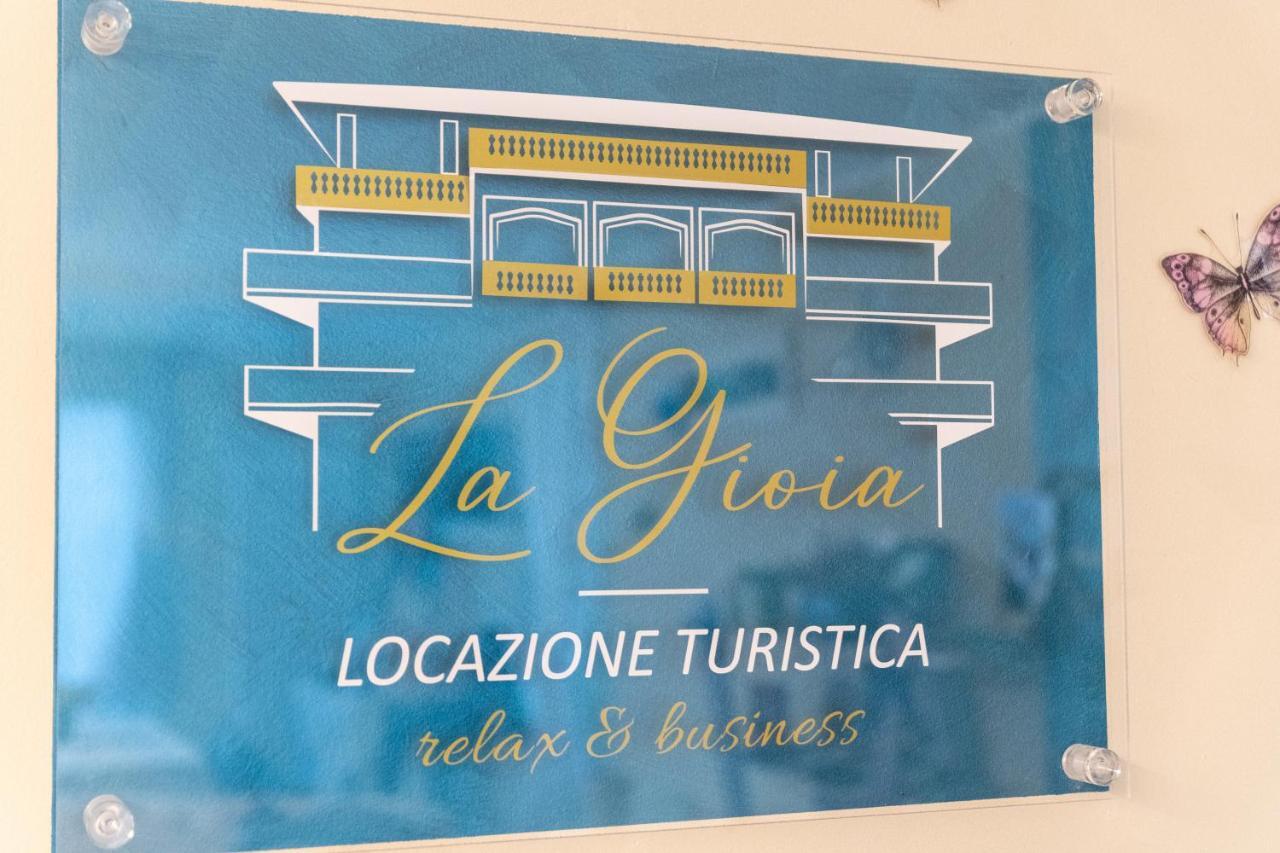 La Gioia
LOCAZIONE TURISTICA
relax & business